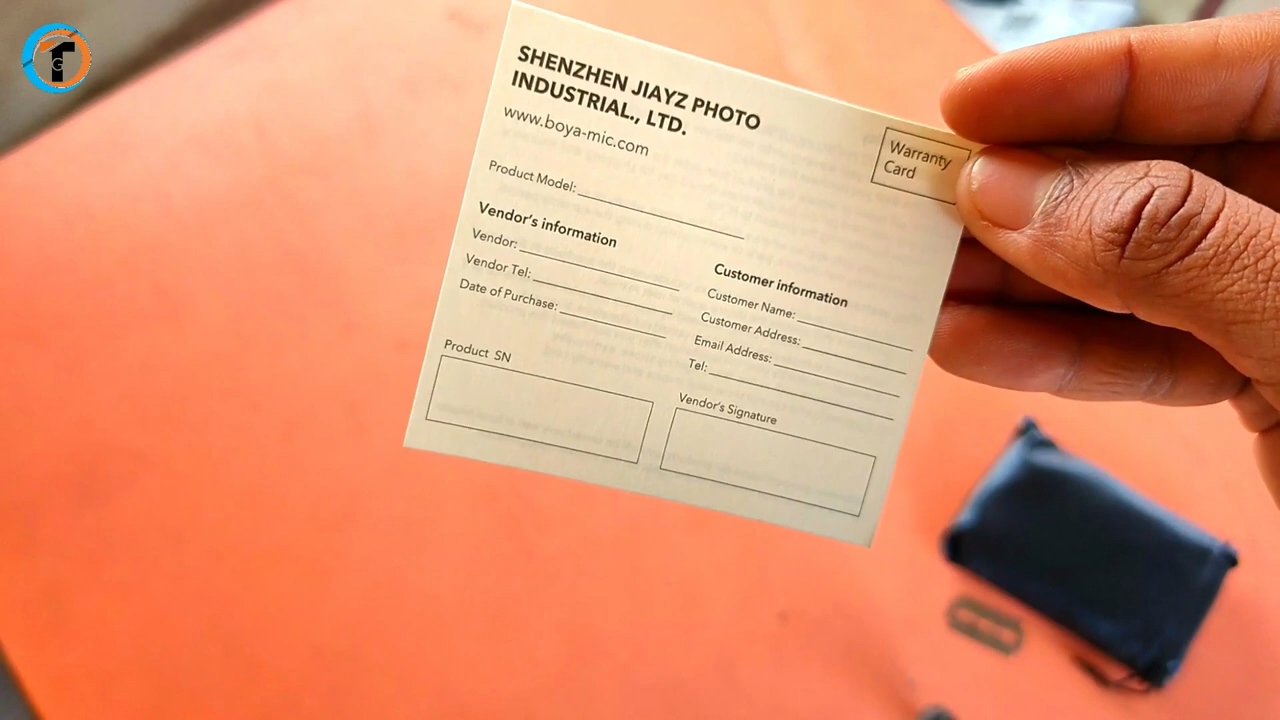 SHENZHEN JIAYZ PHOTO
INDUSTRIAL., LTD.
www.boya-mic.com
Warranty
Card
Product Model:
Vendor's information
Vendor:
Vendor Tel:
Date of Purchase:
Customer information
Customer Name:
Customer Address:
Email Address:
Tel:
Product SN
Vendor's Signature